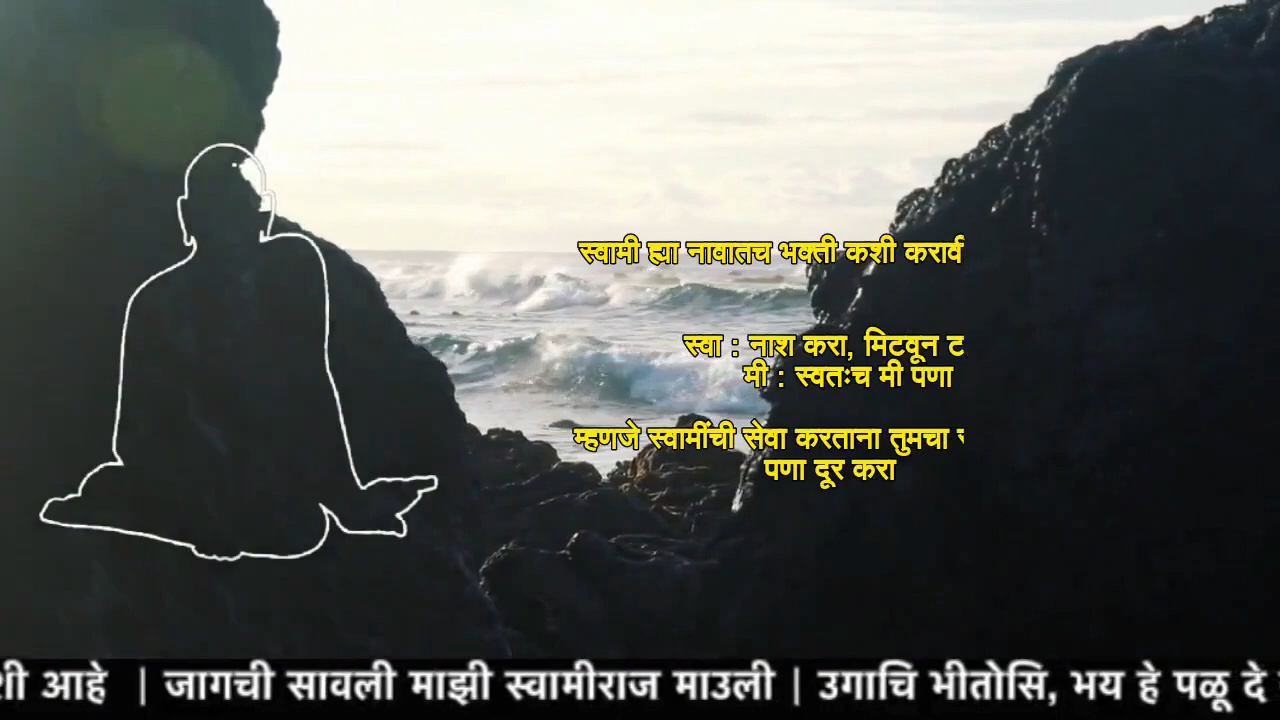 स्वामी ह्या नावातच भक्ती कशी
स्वा : नाश करा, मिटवून
मी : स्वतःच मी पणा
म्हणजे स्वामींची सेवा करताना तुमचा
पणा दूर करा
आहे | जागची सावली माझी स्वामीराज माउली | उगाचि भीतोसि, भय हे पळू दे